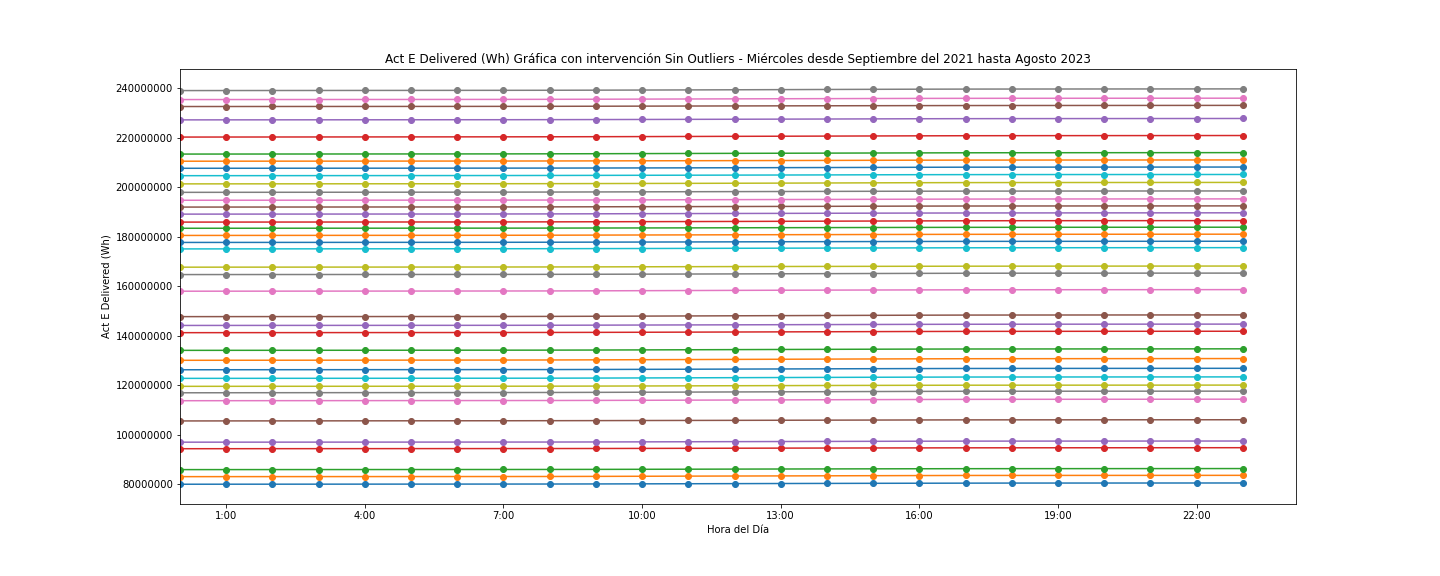 Act E Delivered (Wh) Gráfica con intervención Sin Outliers - Miércoles desde Septiembre del 2021 hasta Agosto 2023
Act E Delivered (Wh)
240000000
220000000
200000000
180000000
160000000
140000000
120000000
100000000
80000000
1:00 4:00 7:00 10:00 13:00 16:00 19:00 22:00
Hora del Día